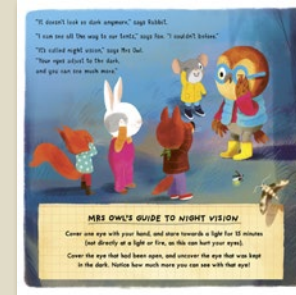 "It doesn't look as dark anymore," says Rabbit.
"I can see all the way to our tents," says Fox. "I couldn't before."
"It's called night vision," says Mrs Owl.
"Your eyes adjust to the dark,
and you can see much more."
MRS OWL'S GUIDE TO NIGHT VISION
Cover one eye with your hand, and stare towards a light for 15 minutes
(not directly at a light or fire, as this can hurt your eyes).
Cover the eye that had been open, and uncover the eye that was kept
in the dark. Notice how much more you can see with that eye!